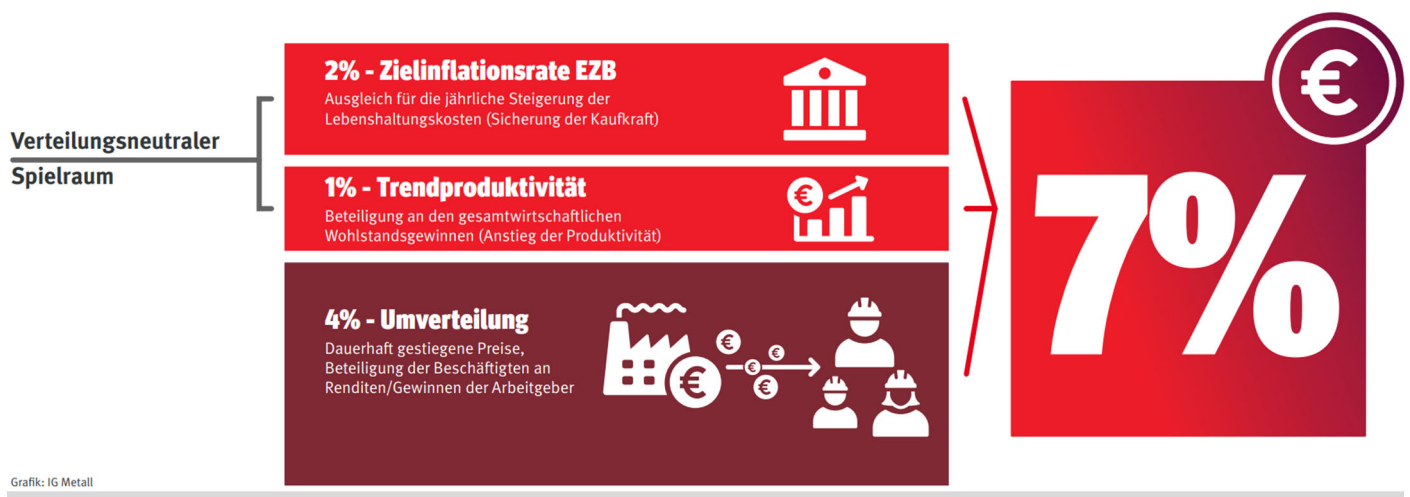 Verteilungsneutraler
Spielraum
2% - Zielinflationsrate EZB
Ausgleich für die jährliche Steigerung der
Lebenshaltungskosten (Sicherung der Kaufkraft)
1% - Trendproduktivität
Beteiligung an den gesamtwirtschaftlichen
Wohlstandsgewinnen (Anstieg der Produktivität)
€
4% - Umverteilung
Dauerhaft gestiegene Preise,
Beteiligung der Beschäftigten an
Renditen/Gewinnen der Arbeitgeber
€
€
€
€
€
€
7%
Grafik: IG Metall